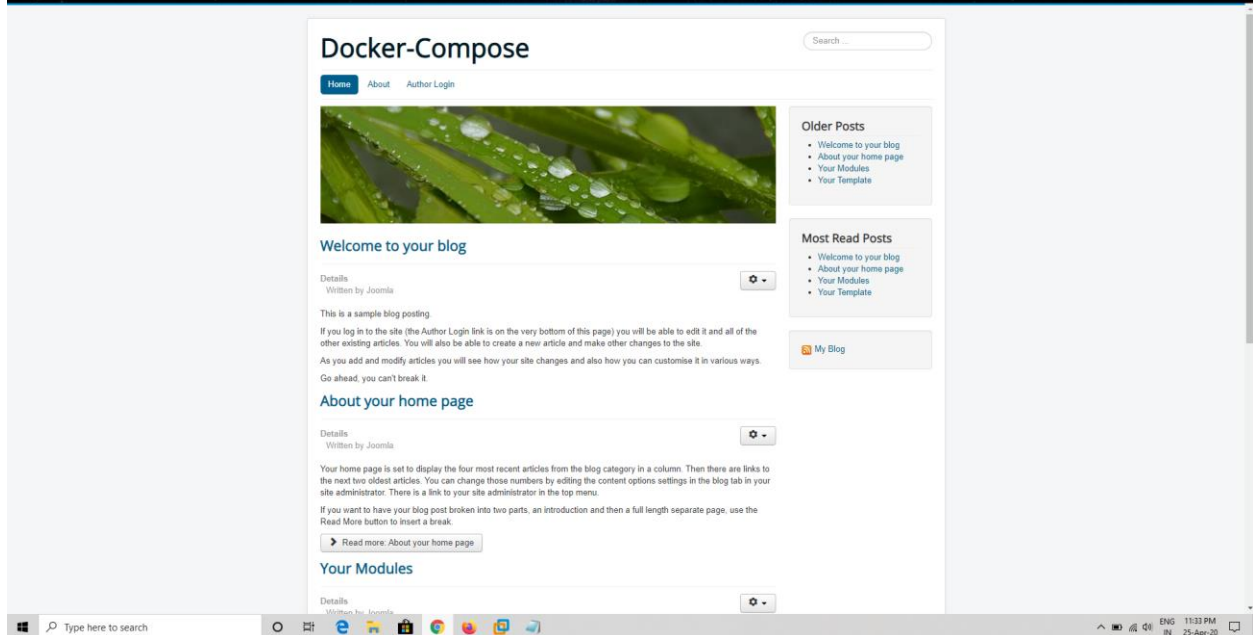 Docker-Compose
Search ...
Home About Author Login
Welcome to your blog
Details
Written by Joomla
This is a sample blog posting.
If you log in to the site (the Author Login link is on the very bottom of this page) you will be able to edit it and all of the
other existing articles. You will also be able to create a new article and make other changes to the site.
As you add and modify articles you will see how your site changes and also how you can customise it in various ways.
Go ahead, you can't break it.
About your home page
Details
Written by Joomla
Your home page is set to display the four most recent articles from the blog category in a column. Then there are links to
the next two oldest articles. You can change those numbers by editing the content options settings in the blog tab in your
site administrator. There is a link to your site administrator in the top menu.
If you want to have your blog post broken into two parts, an introduction and then a full length separate page, use the
Read More button to insert a break.
Read more: About your home page
Your Modules
Details
Written by Joomla
Older Posts
Welcome to your blog
About your home page
Your Modules
Your Template
Most Read Posts
Welcome to your blog
About your home page
Your Modules
Your Template
My Blog
Type here to search
ENG 11:33 PM
IN 25-Apr-20